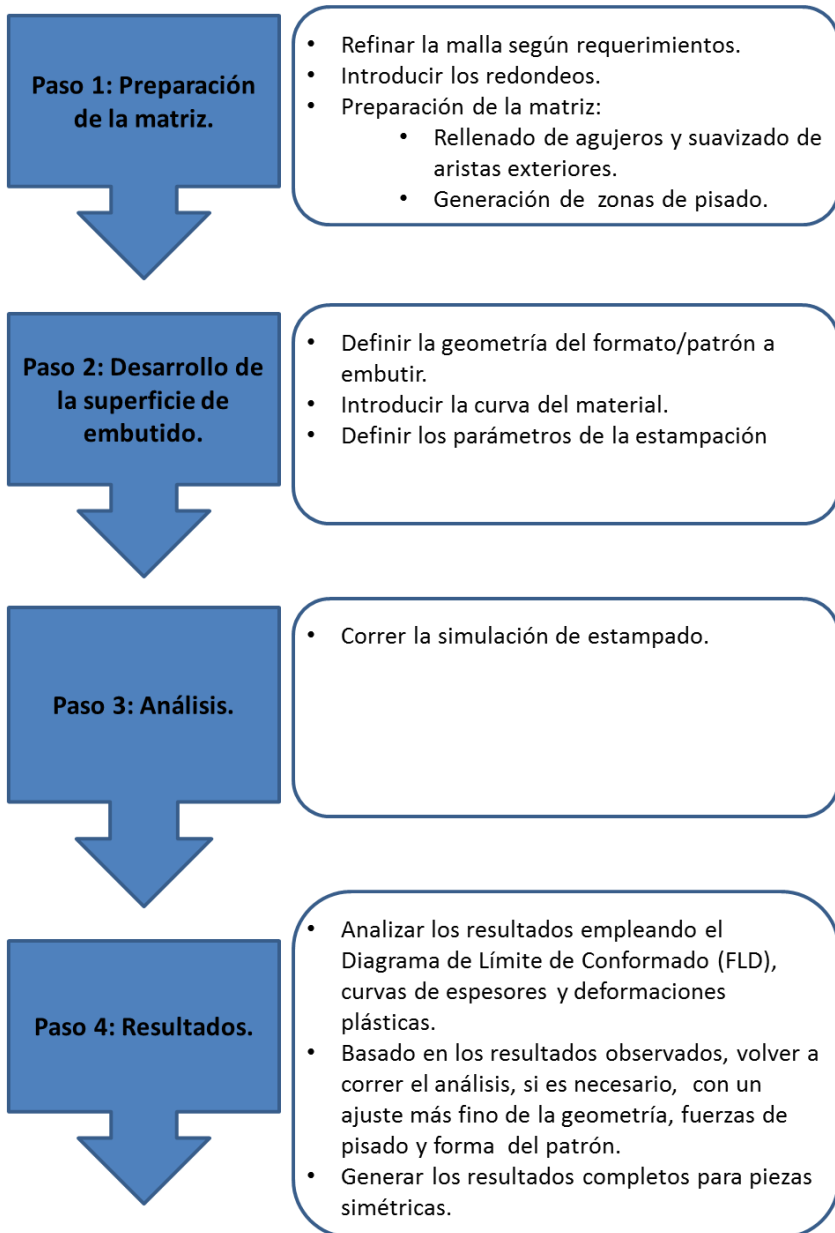 Paso 1: Preparación
de la matriz.
• Refinar la malla según requerimientos.
• Introducir los redondeos.
• Preparación de la matriz:
• Rellenado de agujeros y suavizado de
aristas exteriores.
• Generación de zonas de pisado.
Paso 2: Desarrollo de
la superficie de
embutido.
• Definir la geometría del formato/patrón a
embutir.
• Introducir la curva del material.
• Definir los parámetros de la estampación
Paso 3: Análisis.
• Correr la simulación de estampado.
Paso 4: Resultados.
• Analizar los resultados empleando el
Diagrama de Límite de Conformado (FLD),
curvas de espesores y deformaciones
plásticas.
• Basado en los resultados observados, volver a
correr el análisis, si es necesario, con un
ajuste más fino de la geometría, fuerzas de
pisado y forma del patrón.
• Generar los resultados completos para piezas
simétricas.